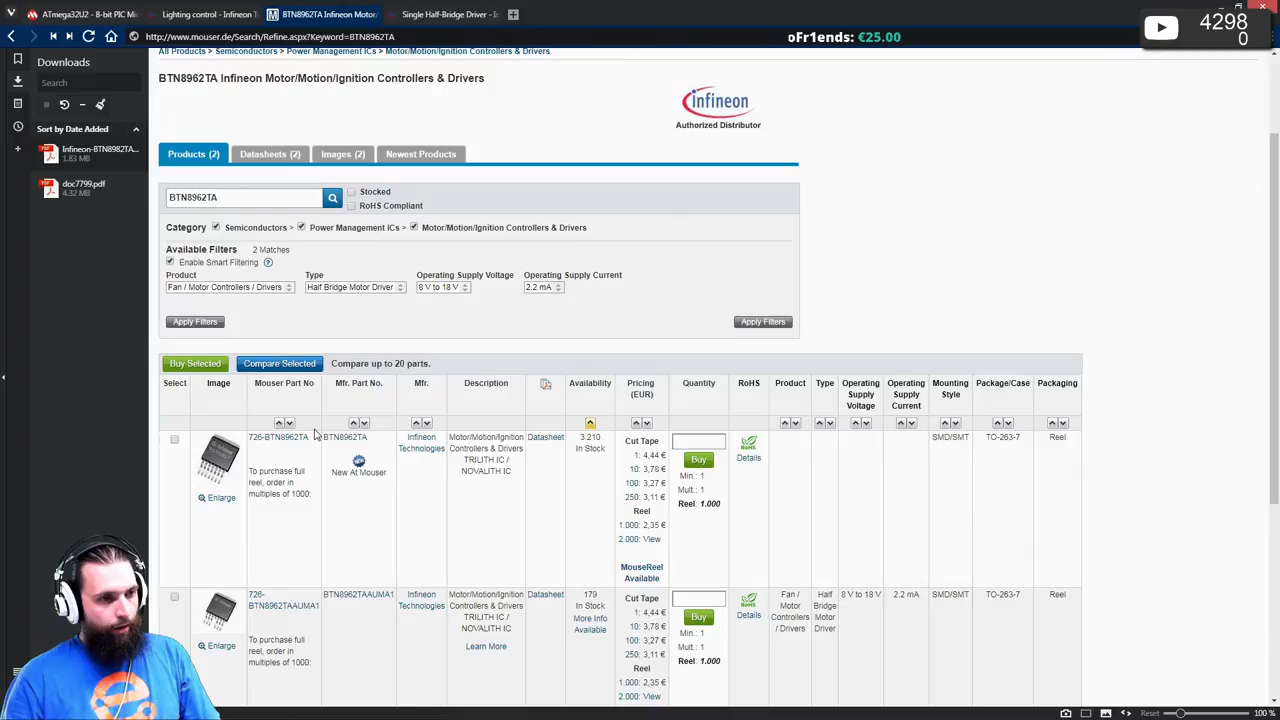 ATmega32U2 - 8-bit PIC Mic
Lighting control - Infineon T
BTN8962TA Infineon Motor/
Single Half-Bridge Driver - I
www.mouser.de/Search/Refine.aspx?Keyword=BTN8962TA
oFr1ends: €25.00
4298
0
Downloads
Search
Sort by Date Added
Infineon-BTN8982TA...
1.83 MB
doc7799.pdf
4.32 MB
All Products > Semiconductors > Power Management ICs > Motor/Motion/Ignition Controllers & Drivers
BTN8962TA Infineon Motor/Motion/Ignition Controllers & Drivers
infineon
Authorized Distributor
Products (2) Datasheets (2) Images (2) Newest Products
BTN8962TA
Stocked
RoHS Compliant
Category Semiconductors > Power Management ICs > Motor/Motion/Ignition Controllers & Drivers
Available Filters 2 Matches
Enable Smart Filtering ?
Product Type Operating Supply Voltage Operating Supply Current
Fan / Motor Controllers / Drivers Half Bridge Motor Driver 8 V to 18 V 2.2 mA
Apply Filters Apply Filters
Buy Selected Compare Selected Compare up to 20 parts.
Select Image Mouser Part No Mfr. Part No. Mfr. Description Availability Pricing (EUR) Quantity RoHS Product Type Operating Supply Voltage Operating Supply Current Mounting Style Package/Case Packaging
726-BTN8962TA
To purchase full
reel, order in
multiples of 1000:
Enlarge
BTN8962TA
NEW
New At Mouser
Infineon
Technologies
Motor/Motion/Ignition
Controllers & Drivers
TRILITH IC /
NOVALITH IC
Datasheet
3.210
In Stock
Cut Tape
1: 4,44 €
10: 3,78 €
100: 3,27 €
250: 3,11 €
Reel
1.000: 2,35 €
2.000: View
MouseReel
Available
Buy
Min.: 1
Mult.: 1
Reel: 1.000
RoHS
Details
SMD/SMT
TO-263-7
Reel
726-
BTN8962TAAUMA1
To purchase full
reel, order in
multiples of 1000:
Enlarge
BTN8962TAAUMA1
Infineon
Technologies
Motor/Motion/Ignition
Controllers & Drivers
TRILITH IC /
NOVALITH IC
Learn More
Datasheet
179
In Stock
More Info
Available
Cut Tape
1: 4,44 €
10: 3,78 €
100: 3,27 €
250: 3,11 €
Reel
1.000: 2,35 €
2.000: View
Buy
Min.: 1
Mult.: 1
Reel: 1.000
RoHS
Details
Fan /
Motor
Controllers
/ Drivers
Half
Bridge
Motor
Driver
8 V to 18 V
2.2 mA
SMD/SMT
TO-263-7
Reel
Reset
100 %